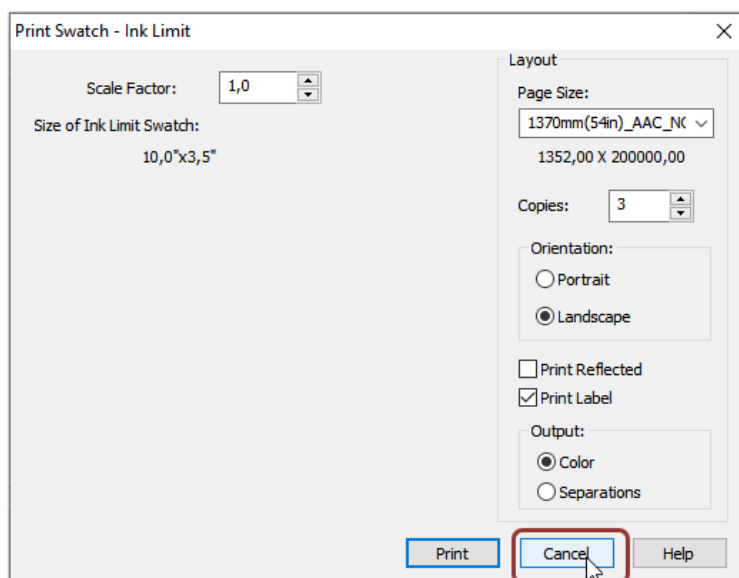 Print Swatch - Ink Limit
Scale Factor:
1,0
Size of Ink Limit Swatch:
10,0"x3,5"
Layout
Page Size:
1370mm(54in)_AAC_N(
1352,00 X 200000,00
Copies:
3
Orientation:
Portrait
Landscape
Print Reflected
Print Label
Output:
Color
Separations
Print
Cancel
Help